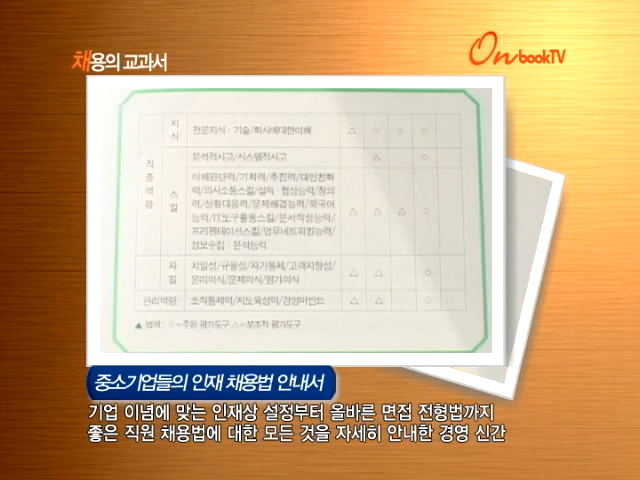 채용의 교과서
On bookTV
지식
전문지식·기술/회사에대한이해 △ ○ ○ ○
분석적사고/시스템적사고 △ ○
직종역량
스킬
이해판단력/기획력/추진력/대인친화
력/의사소통스킬/설득·협상능력/창의
력/상황대응력/문제해결능력/외국어
능력/IT도구활용스킬/문서작성능력/
프리젠테이션스킬/업무네트워킹능력/
정보수집·분석능력
△ △ △ ○
자질
치밀성/규율성/자기통제/고객지향성/
윤리의식/문제의식/원가의식
△ △ ○
관리역량 조직통제력/지도육성력/경영마인드 △ △ ○
▲ 범례 : ○=주된 평가도구 △=보조적 평가도구
중소기업들의 인재 채용법 안내서
기업 이념에 맞는 인재상 설정부터 올바른 면접 전형법까지
좋은 직원 채용법에 대한 모든 것을 자세히 안내한 경영 신간